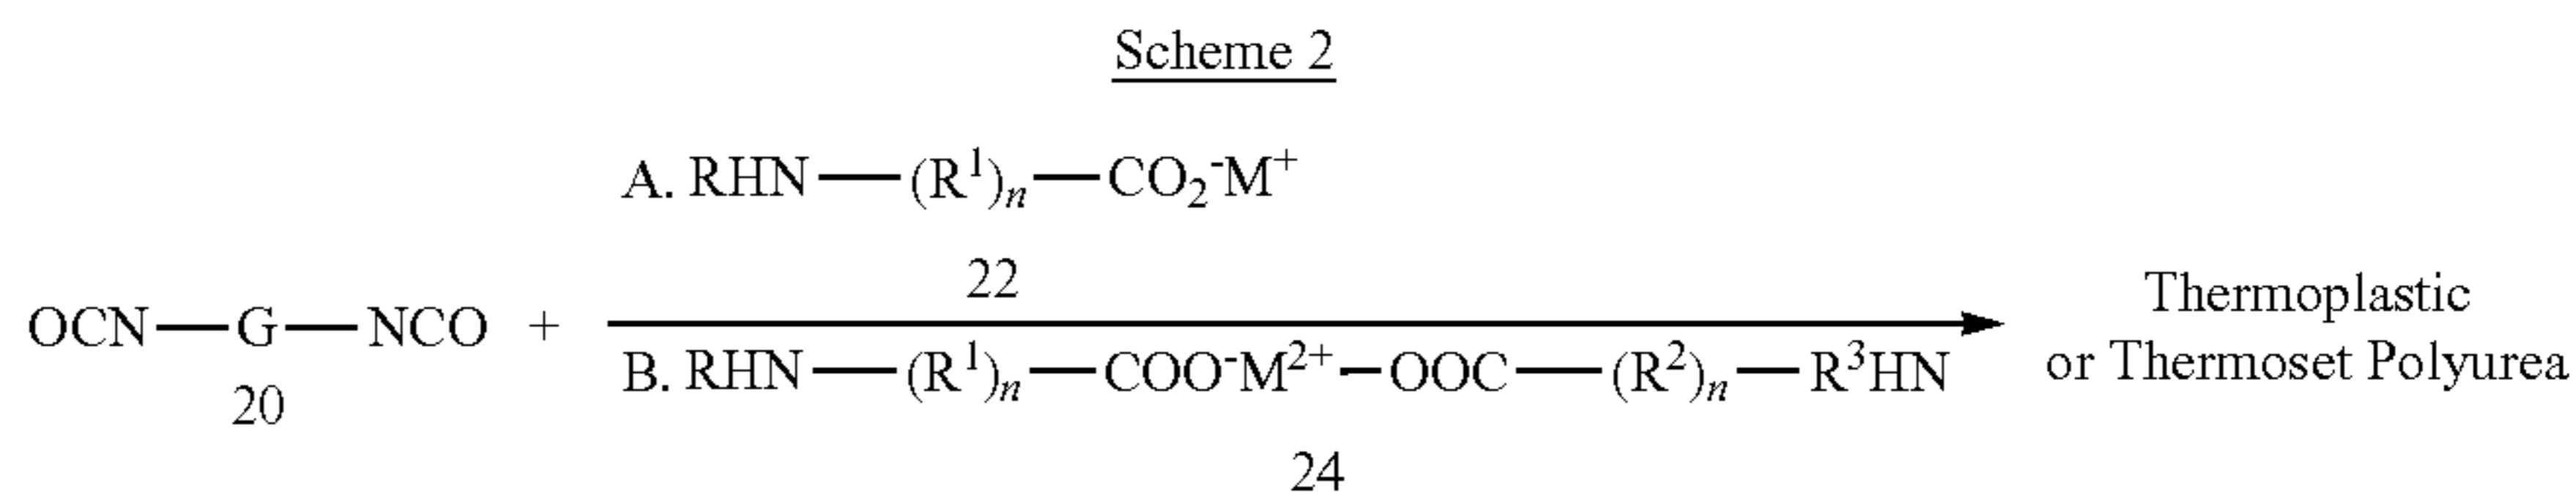 Scheme 2
A. RHN—(R¹)ₙ—CO₂⁻M⁺
22
OCN—G—NCO +
20
B. RHN—(R¹)ₙ—COO⁻M²⁺⁻—OOC—(R²)ₙ—R³HN
24
Thermoplastic
or Thermoset Polyurea